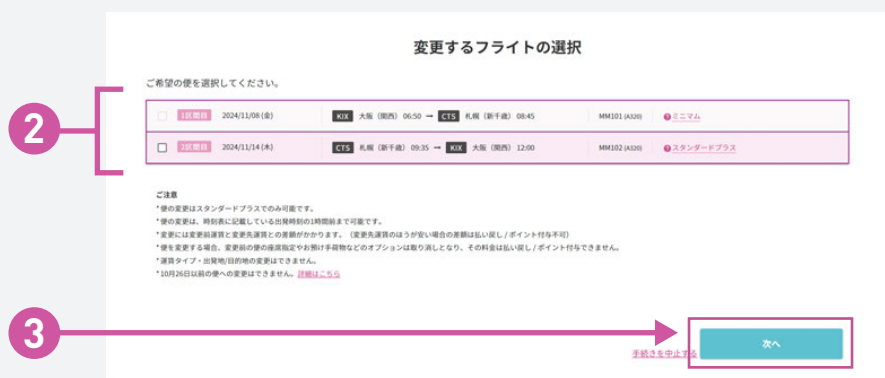 変更するフライトの選択
ご希望の便を選択してください。
2
1区間目 2024/11/08 (金) KIX 大阪（関西）06:50 → CTS 札幌（新千歳）08:45 MM101 (A320) ? ミニマム
2区間目 2024/11/14 (木) CTS 札幌（新千歳）09:35 → KIX 大阪（関西）12:00 MM102 (A320) ? スタンダードプラス
ご注意
*便の変更はスタンダードプラスでのみ可能です。
*便の変更は、時刻表に記載している出発時刻の1時間前まで可能です。
*変更には変更前運賃と変更先運賃との差額がかかります。（変更先運賃のほうが安い場合の差額は払い戻し / ポイント付与不可）
*便を変更する場合、変更前の便の座席指定やお預け手荷物などのオプションは取り消しとなり、その料金は払い戻し / ポイント付与できません。
*運賃タイプ・出発地/目的地の変更はできません。
*10月26日以前の便への変更はできません。詳細はこちら
3
手続きを中止する
次へ